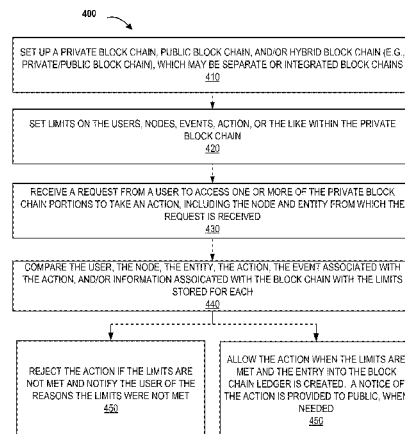 400
SET UP A PRIVATE BLOCK CHAIN, PUBLIC BLOCK CHAIN, AND/OR HYBRID BLOCK CHAIN (E.G.,
PRIVATE/PUBLIC BLOCK CHAIN), WHICH MAY BE SEPARATE OR INTEGRATED BLOCK CHAINS
410
SET LIMITS ON THE USERS, NODES, EVENTS, ACTION, OR THE LIKE WITHIN THE PRIVATE
BLOCK CHAIN
420
RECEIVE A REQUEST FROM A USER TO ACCESS ONE OR MORE OF THE PRIVATE BLOCK
CHAIN PORTIONS TO TAKE AN ACTION, INCLUDING THE NODE AND ENTITY FROM WHICH THE
REQUEST IS RECEIVED
430
COMPARE THE USER, THE NODE, THE ENTITY, THE ACTION, THE EVENT ASSOCIATED WITH
THE ACTION, AND/OR INFORMATION ASSOICATED WITH THE BLOCK CHAIN WITH THE LIMITS
STORED FOR EACH
440
REJECT THE ACTION IF THE LIMITS ARE
NOT MET AND NOTIFY THE USER OF THE
REASONS THE LIMITS WERE NOT MET
450
ALLOW THE ACTION WHEN THE LIMITS ARE
MET AND THE ENTRY INTO THE BLOCK
CHAIN LEDGER IS CREATED. A NOTICE OF
THE ACTION IS PROVIDED TO PUBLIC, WHEN
NEEDED
450